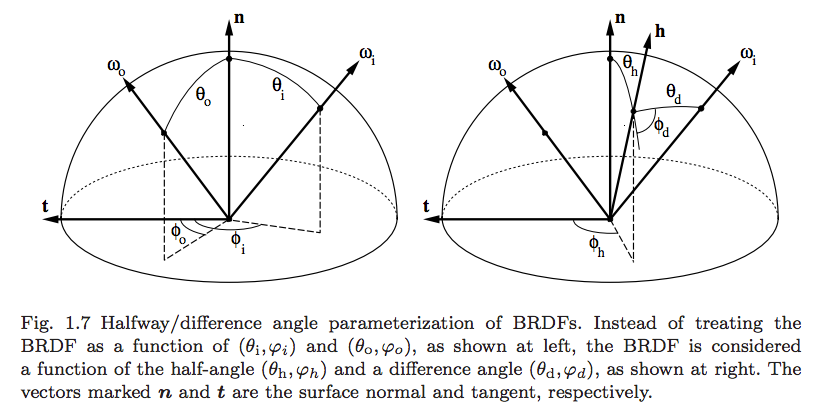 n
ωo
ωi
θo
θi
t
ϕo
ϕi
n
h
ωo
ωi
θh
θd
ϕd
t
ϕh
Fig. 1.7 Halfway/difference angle parameterization of BRDFs. Instead of treating the
BRDF as a function of (θi,φi) and (θo,φo), as shown at left, the BRDF is considered
a function of the half-angle (θh,φh) and a difference angle (θd,φd), as shown at right. The
vectors marked n and t are the surface normal and tangent, respectively.